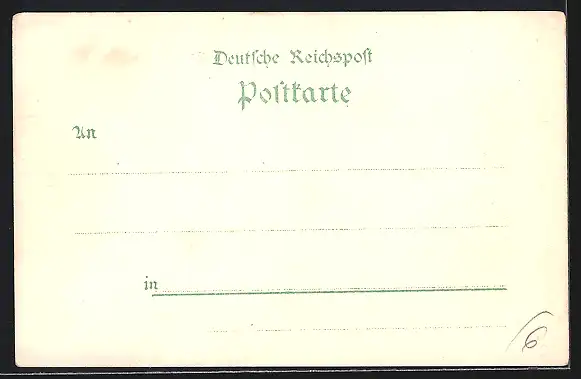 Deutsche Reichspost
Postkarte
An
in
6